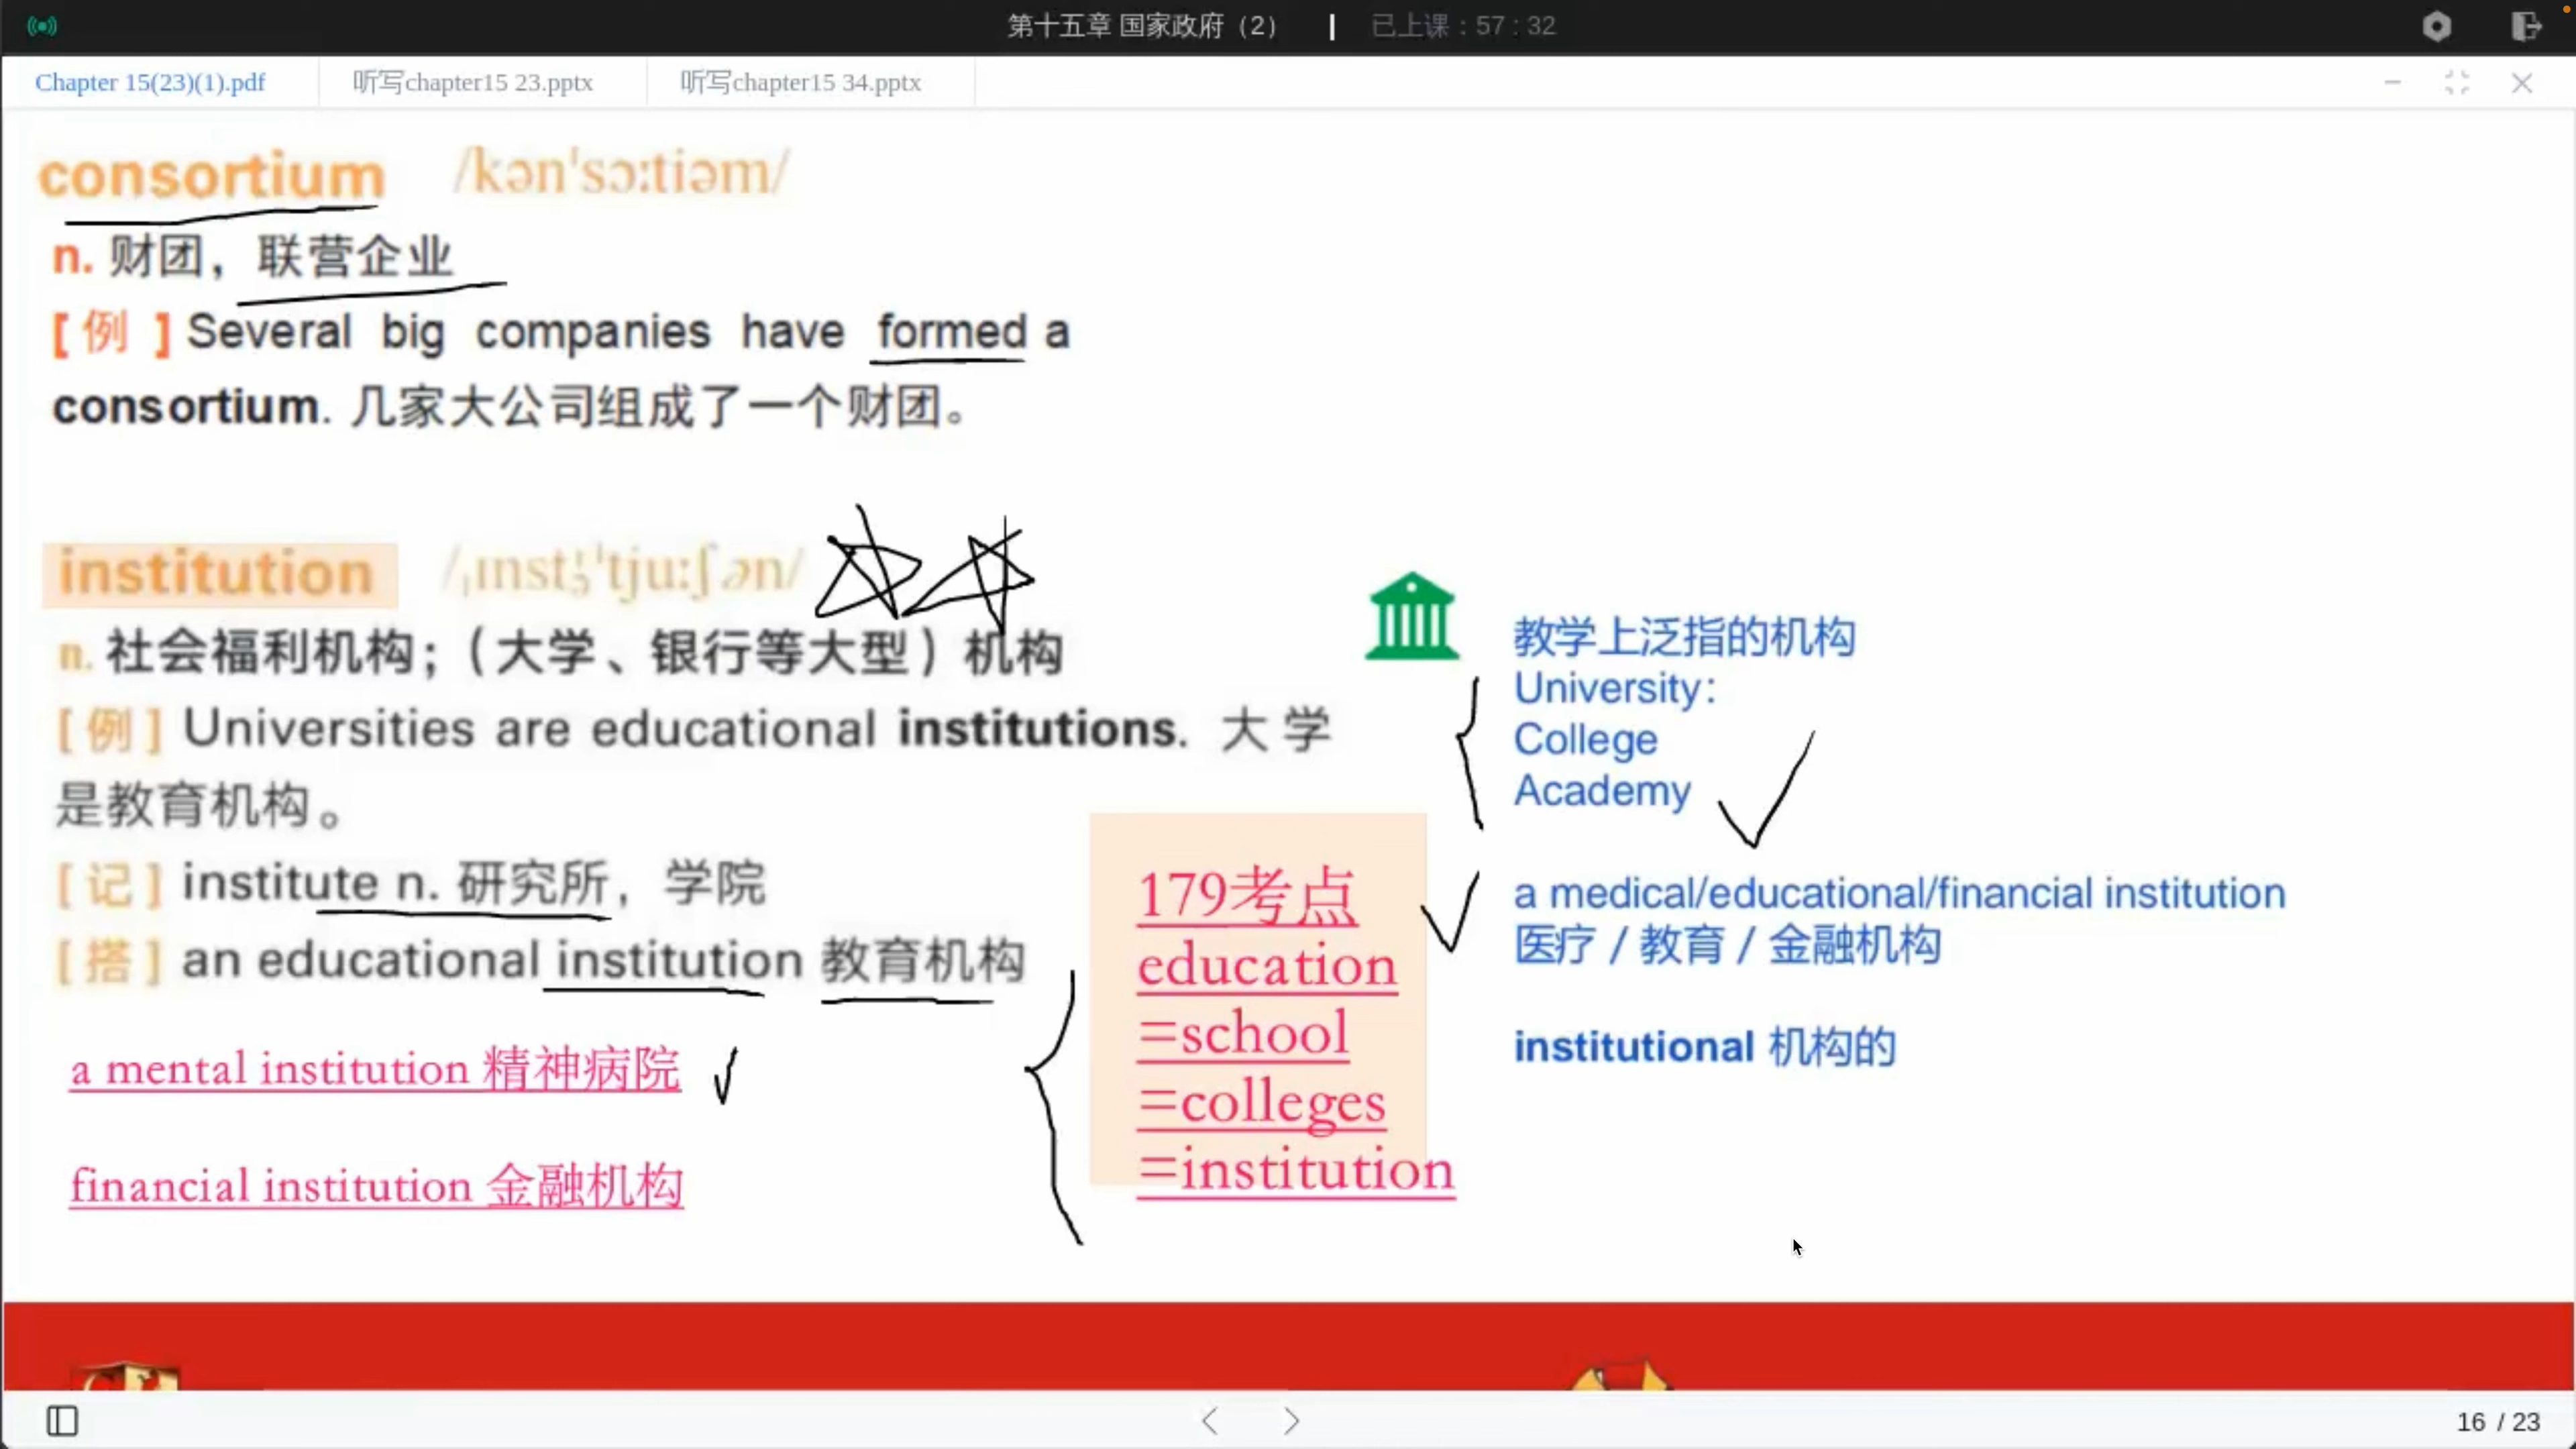 第十五章 国家政府（2）
已上课：57 : 32
Chapter 15(23)(1).pdf
听写chapter15 23.pptx
听写chapter15 34.pptx
consortium /kən'sɔːtiəm/
n. 财团，联营企业
[ 例 ] Several big companies have formed a
consortium. 几家大公司组成了一个财团。
institution
n. 社会福利机构；（大学、银行等大型）机构
[ 例 ] Universities are educational institutions. 大学
是教育机构。
[ 记 ] institute n. 研究所，学院
[ 搭 ] an educational institution 教育机构
a mental institution 精神病院
financial institution 金融机构
179考点
education
=school
=colleges
=institution
教学上泛指的机构
University:
College
Academy
a medical/educational/financial institution
医疗 / 教育 / 金融机构
institutional 机构的
16 / 23